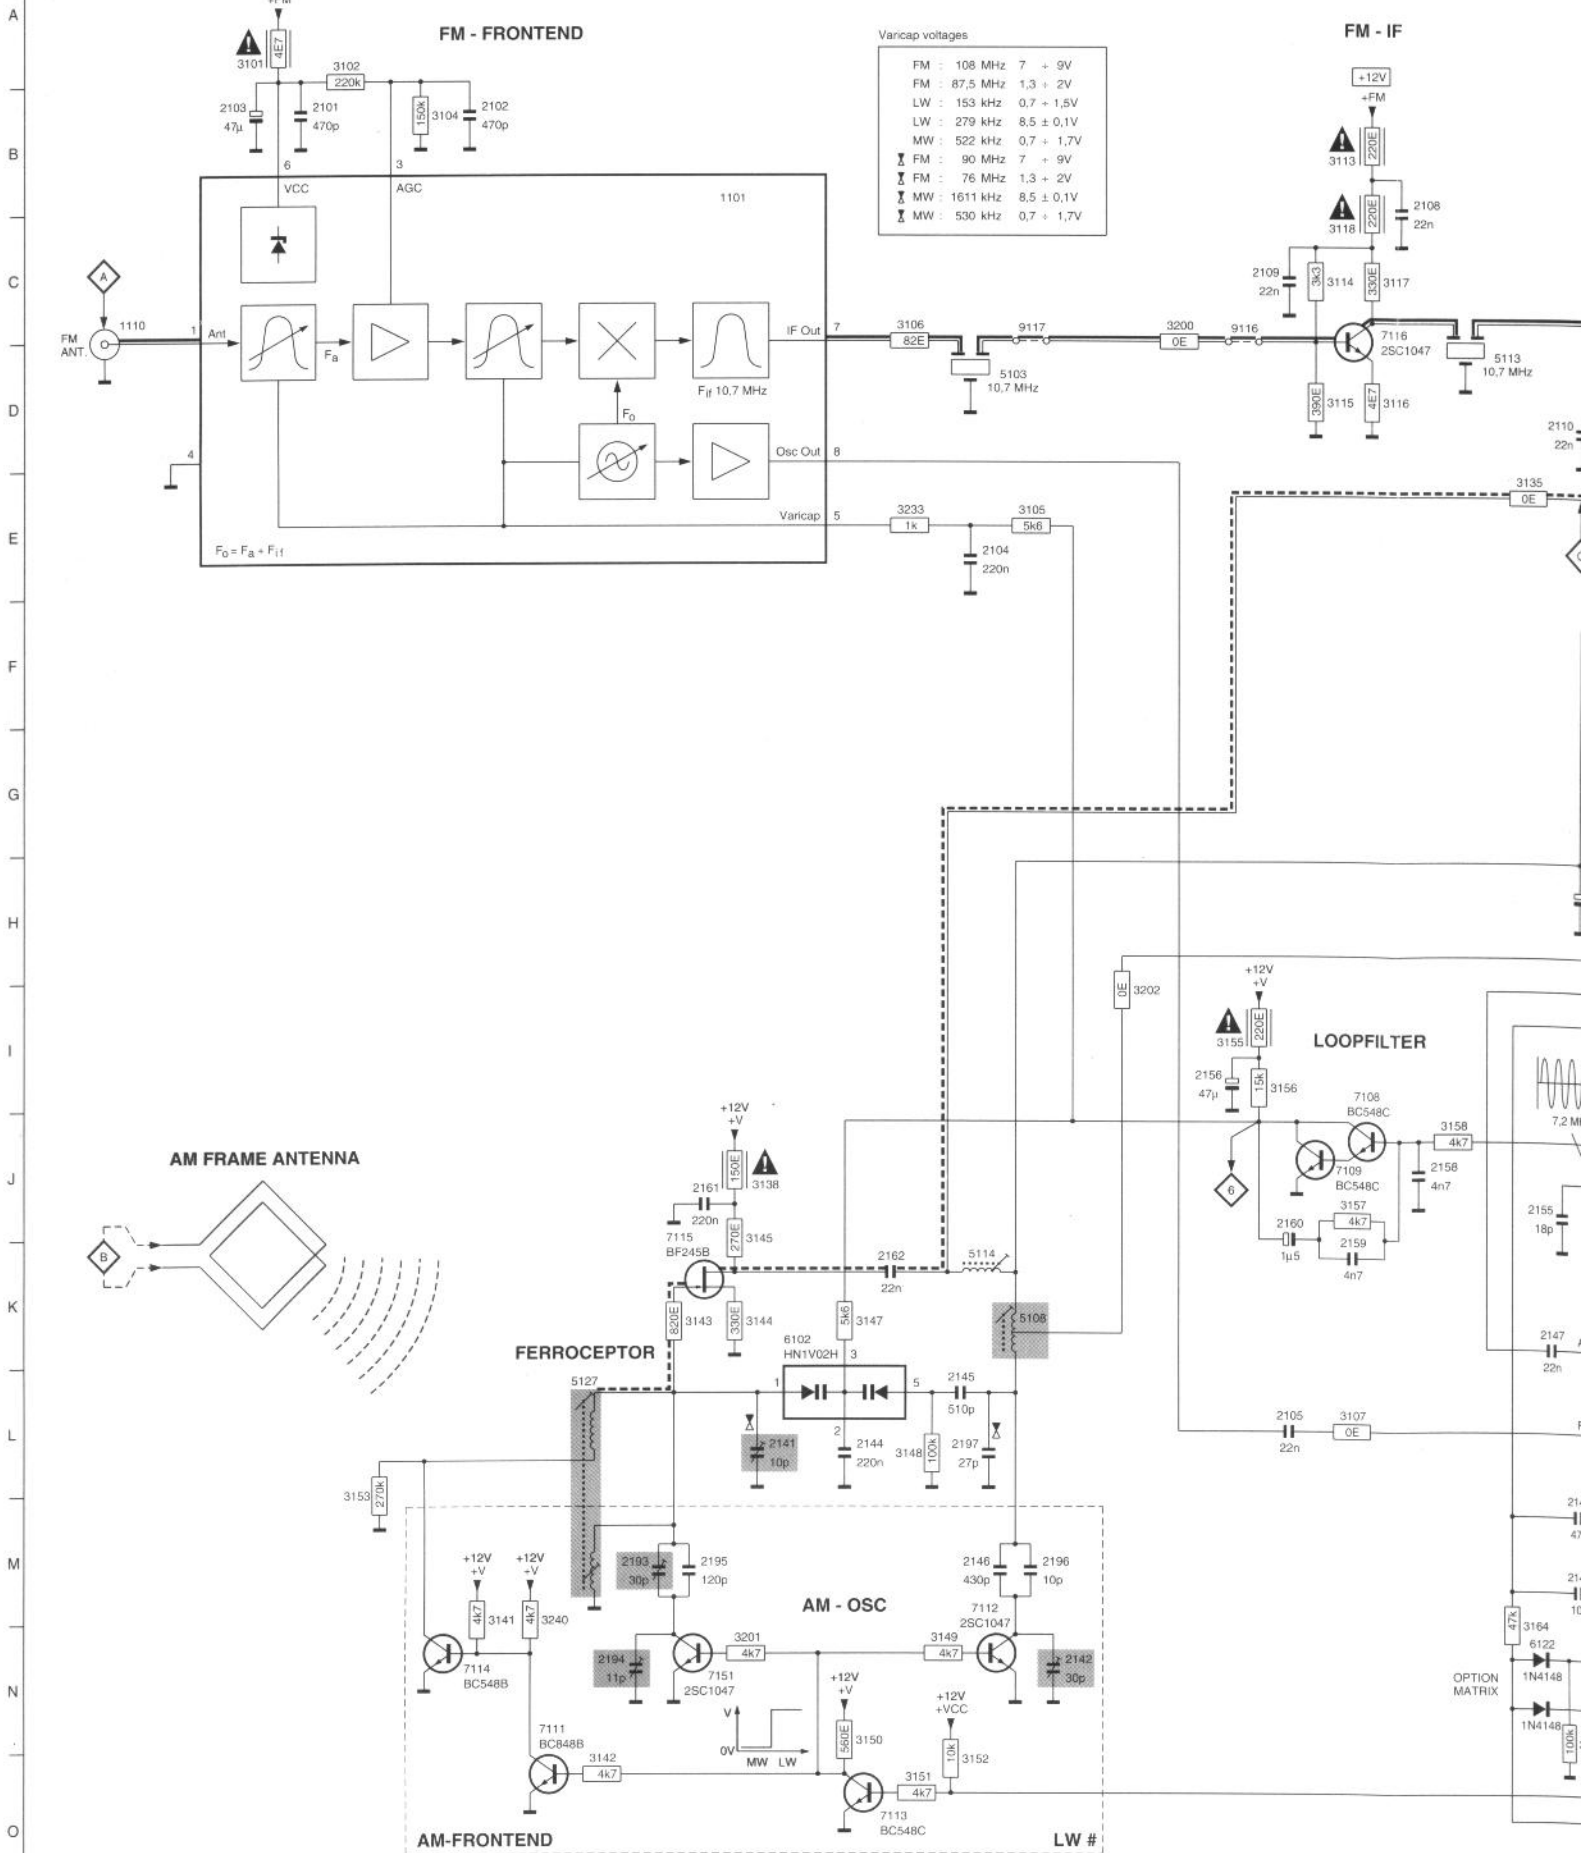 A
+FM
FM - FRONTEND
FM - IF
Varicap voltages
3101
4E7
3102
220k
FM : 108 MHz 7 ÷ 9V
FM : 87,5 MHz 1,3 ÷ 2V
LW : 153 kHz 0,7 ÷ 1,5V
LW : 279 kHz 8,5 ± 0,1V
MW : 522 kHz 0,7 ÷ 1,7V
FM : 90 MHz 7 ÷ 9V
FM : 76 MHz 1,3 ÷ 2V
MW : 1611 kHz 8,5 ± 0,1V
MW : 530 kHz 0,7 ÷ 1,7V
+12V
+FM
2103
47µ
2101
470p
150k
3104
2102
470p
B
3113
220E
3118
220E
2108
22n
6
VCC
3
AGC
1101
C
A
2109
22n
3k3
3114
330E
3117
FM
ANT.
1110
1
Ant
Fa
IF Out
7
3106
82E
9117
3200
0E
9116
7116
2SC1047
5103
10,7 MHz
5113
10,7 MHz
Fif 10,7 MHz
D
Fo
390E
3115
4E7
3116
4
Osc Out
8
2110
22n
3135
0E
E
Varicap
5
3233
1k
3105
5k6
2104
220n
Fo = Fa + Fif
F
G
H
0E
3202
+12V
+V
I
3155
220E
LOOPFILTER
2156
47µ
15k
3156
7108
BC548C
3158
4k7
7,2 M
+12V
+V
J
AM FRAME ANTENNA
150E
3138
2161
220n
270E
3145
7115
BF245B
7109
BC548C
2158
4n7
6
3157
4k7
2160
1µ5
2159
4n7
2155
18p
B
2162
22n
5114
K
820E
3143
330E
3144
5k6
3147
5108
FERROCEPTOR
6102
HN1V02H
3
2147
22n
5127
1
5
2145
510p
L
2141
10p
2
2144
220n
3148
100k
2197
27p
2105
22n
3107
0E
3153
270k
M
+12V
+V
+12V
+V
2193
30p
2195
120p
2146
430p
2196
10p
4k7
3141
4k7
3240
AM - OSC
7112
2SC1047
47k
3164
N
7114
BC548B
2194
11p
7151
2SC1047
3201
4k7
3149
4k7
2142
30p
6122
1N4148
OPTION
MATRIX
1N4148
100k
+12V
+V
+12V
+VCC
V
0V
MW LW
560E
3150
10k
3152
7111
BC848B
3142
4k7
3151
4k7
7113
BC548C
O
AM-FRONTEND
LW #